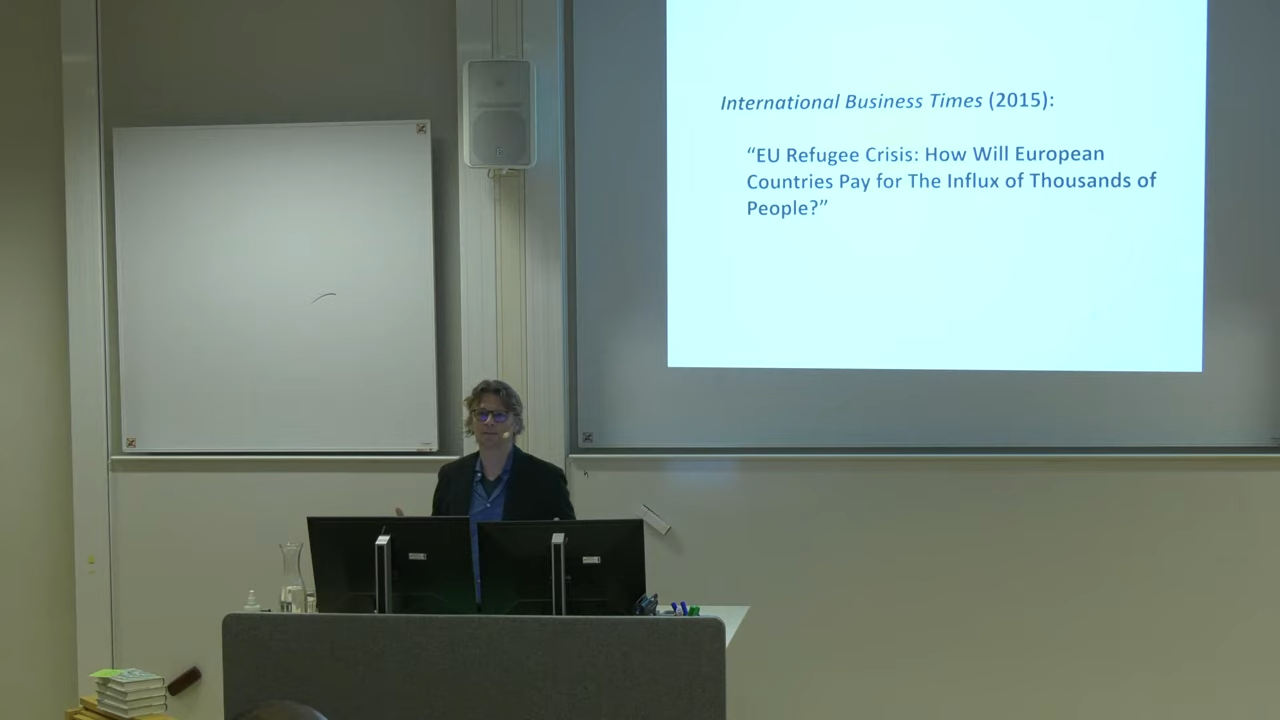 International Business Times (2015):
“EU Refugee Crisis: How Will European
Countries Pay for The Influx of Thousands of
People?”